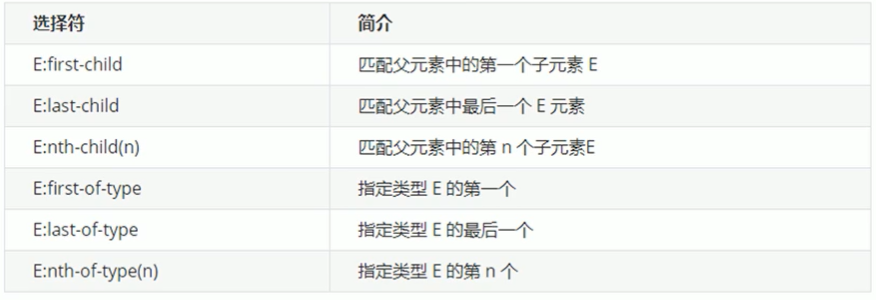 选择符 简介
E:first-child 匹配父元素中的第一个子元素 E
E:last-child 匹配父元素中最后一个 E 元素
E:nth-child(n) 匹配父元素中的第 n 个子元素E
E:first-of-type 指定类型 E 的第一个
E:last-of-type 指定类型 E 的最后一个
E:nth-of-type(n) 指定类型 E 的第 n 个